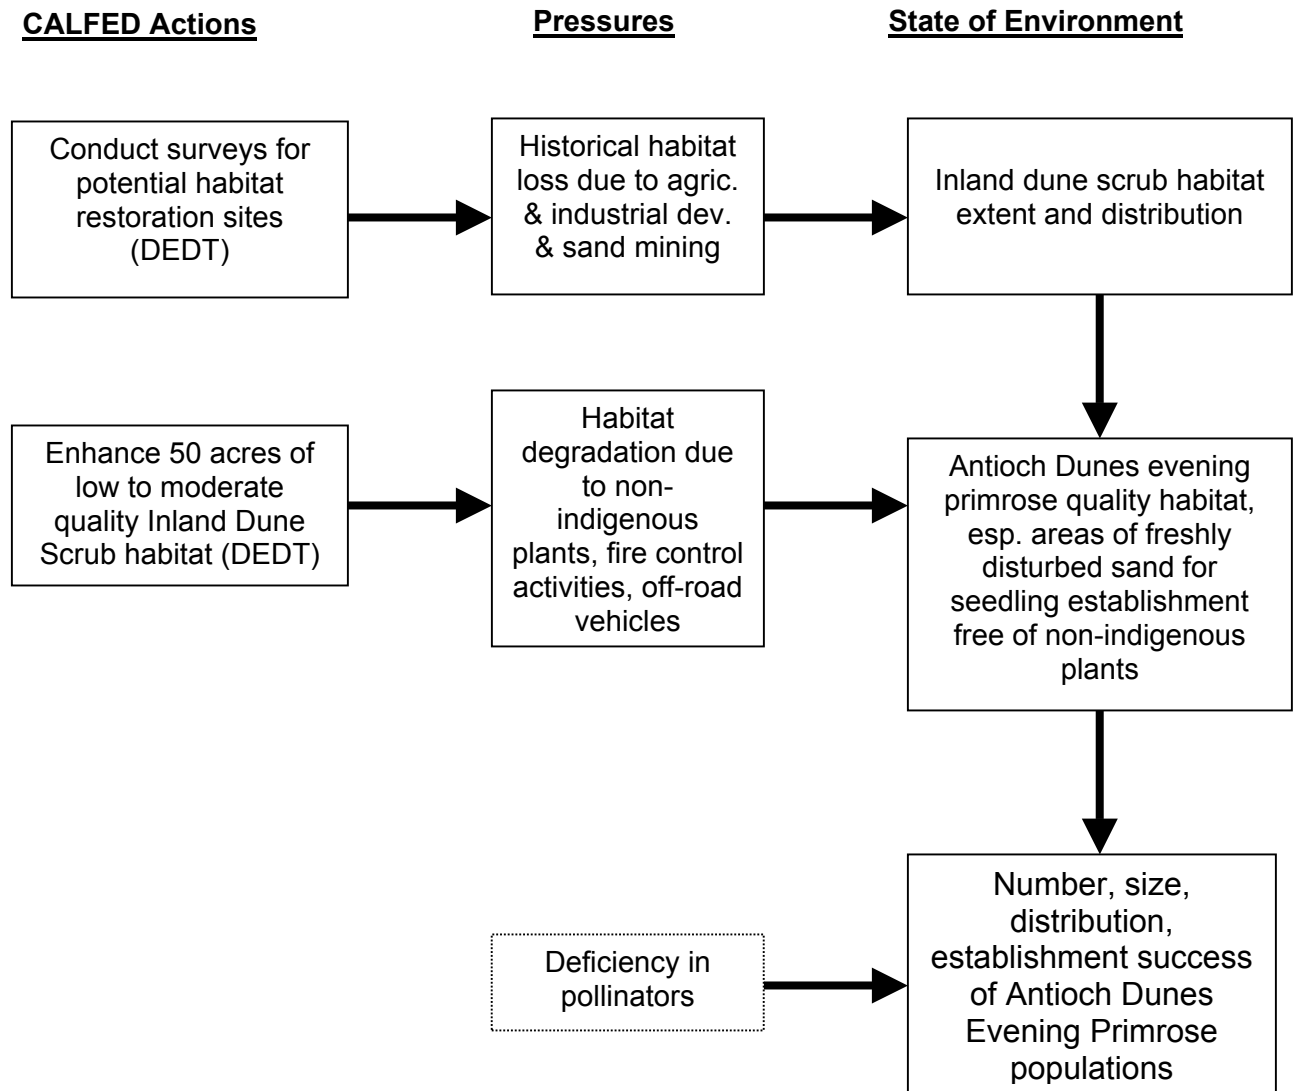 CALFED Actions
Pressures
State of Environment
Conduct surveys for
potential habitat
restoration sites
(DEDT)
Historical habitat
loss due to agric.
& industrial dev.
& sand mining
Inland dune scrub habitat
extent and distribution
Enhance 50 acres of
low to moderate
quality Inland Dune
Scrub habitat (DEDT)
Habitat
degradation due
to non-
indigenous
plants, fire control
activities, off-road
vehicles
Antioch Dunes evening
primrose quality habitat,
esp. areas of freshly
disturbed sand for
seedling establishment
free of non-indigenous
plants
Deficiency in
pollinators
Number, size,
distribution,
establishment success
of Antioch Dunes
Evening Primrose
populations